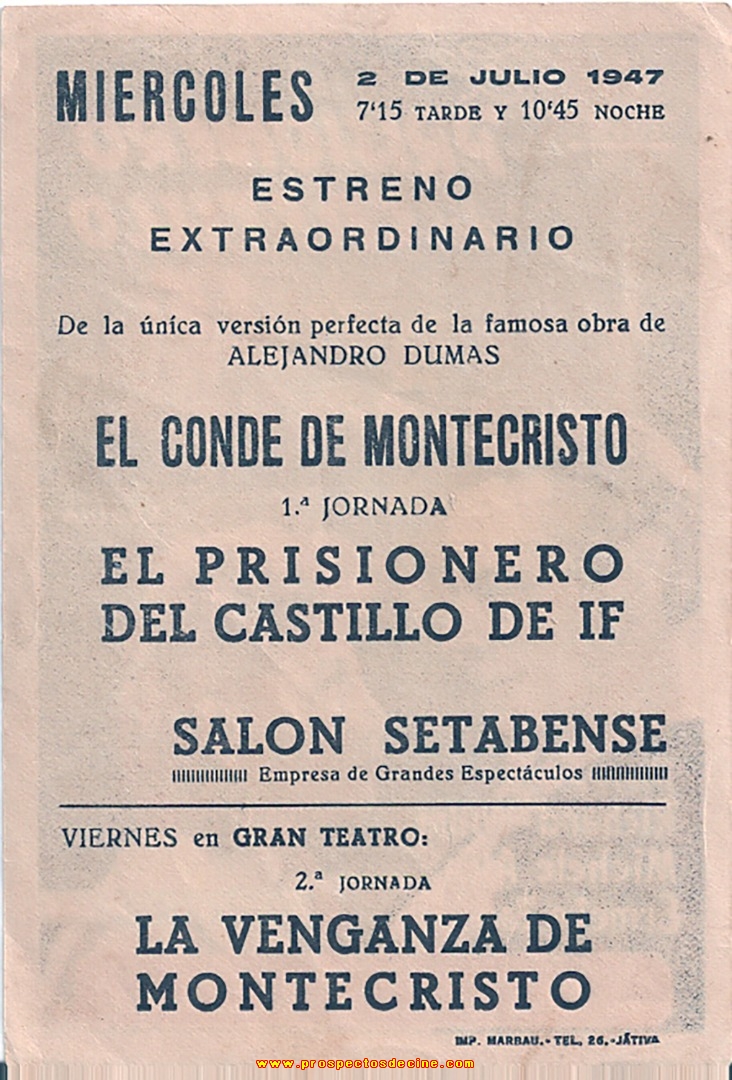 MIERCOLES
2 DE JULIO 1947
7'15 TARDE Y 10'45 NOCHE
ESTRENO
EXTRAORDINARIO
De la única versión perfecta de la famosa obra de
ALEJANDRO DUMAS
EL CONDE DE MONTECRISTO
1.ª JORNADA
EL PRISIONERO
DEL CASTILLO DE IF
SALON SETABENSE
Empresa de Grandes Espectáculos
VIERNES en GRAN TEATRO:
2.ª JORNADA
LA VENGANZA DE
MONTECRISTO
IMP. MARBAU.- TEL, 26.-JÁTIVA
www.prospectosdecine.com